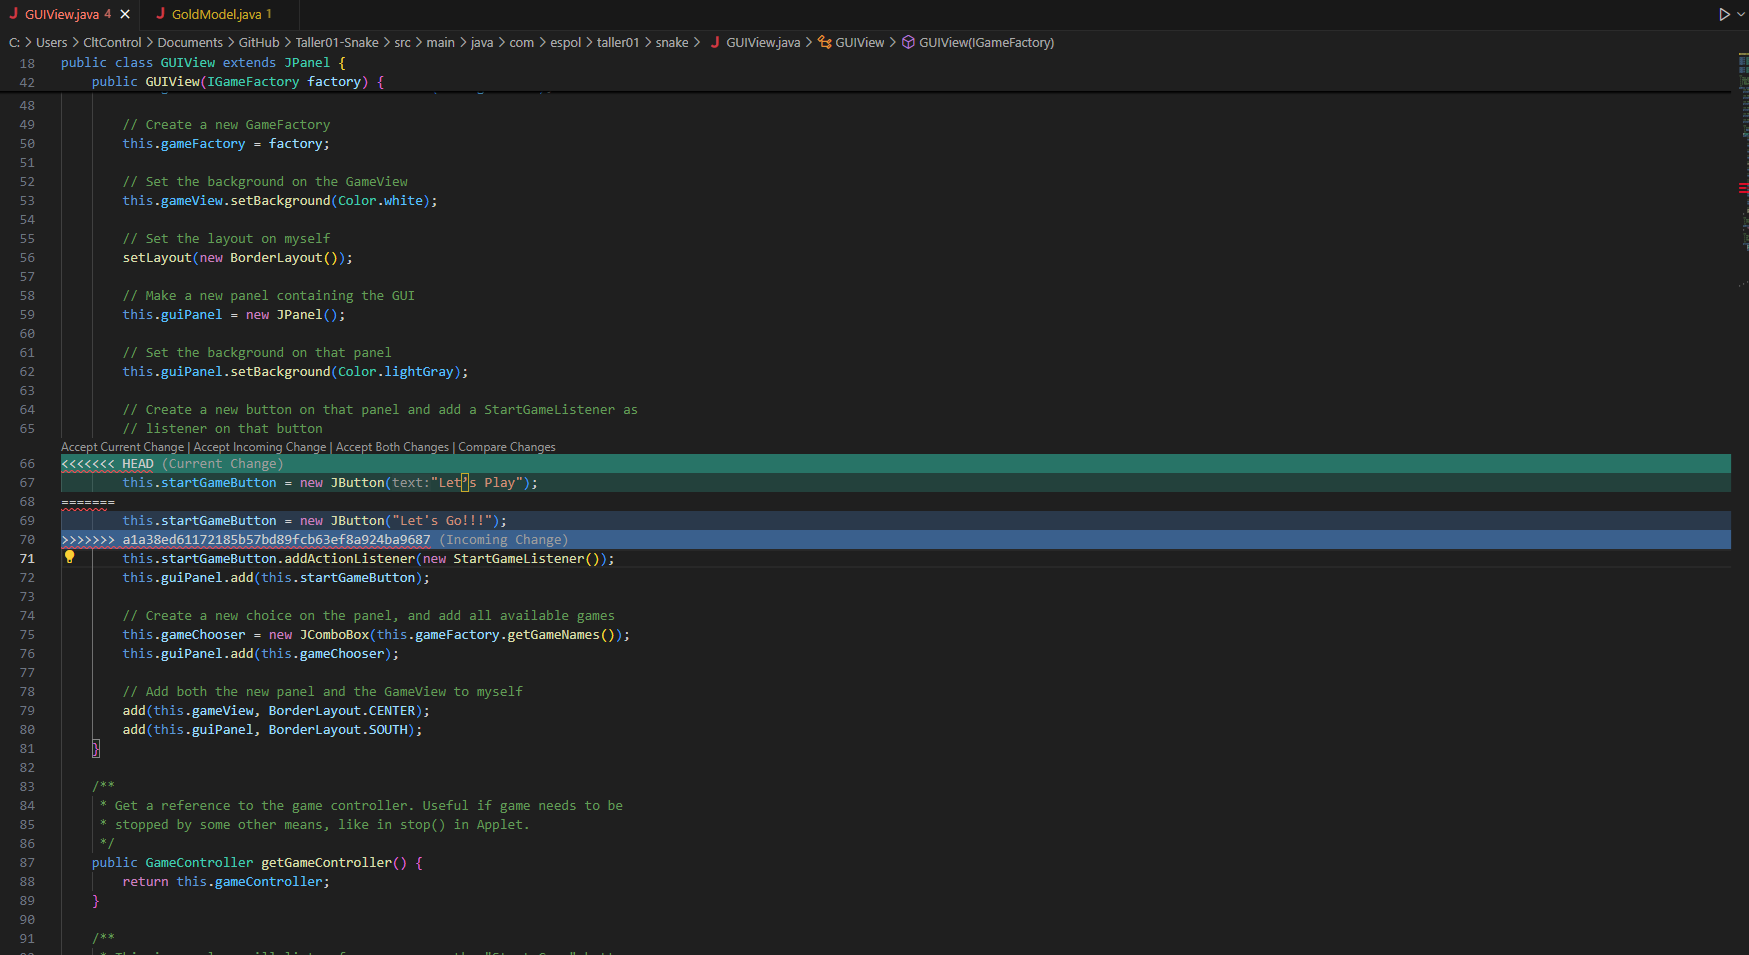 GUIView.java 4 GoldModel.java 1
C: > Users > CltControl > Documents > GitHub > Taller01-Snake > src > main > java > com > espol > taller01 > snake > GUIView.java > GUIView > GUIView(IGameFactory)
18 public class GUIView extends JPanel {
42 public GUIView(IGameFactory factory) {
48
49 // Create a new GameFactory
50 this.gameFactory = factory;
51
52 // Set the background on the GameView
53 this.gameView.setBackground(Color.white);
54
55 // Set the layout on myself
56 setLayout(new BorderLayout());
57
58 // Make a new panel containing the GUI
59 this.guiPanel = new JPanel();
60
61 // Set the background on that panel
62 this.guiPanel.setBackground(Color.lightGray);
63
64 // Create a new button on that panel and add a StartGameListener as
65 // listener on that button
Accept Current Change | Accept Incoming Change | Accept Both Changes | Compare Changes
66 <<<<<<< HEAD (Current Change)
67 this.startGameButton = new JButton(text:"Let’s Play");
68 =======
69 this.startGameButton = new JButton("Let's Go!!!");
70 >>>>>>> a1a38ed61172185b57bd89fcb63ef8a924ba9687 (Incoming Change)
71 this.startGameButton.addActionListener(new StartGameListener());
72 this.guiPanel.add(this.startGameButton);
73
74 // Create a new choice on the panel, and add all available games
75 this.gameChooser = new JComboBox(this.gameFactory.getGameNames());
76 this.guiPanel.add(this.gameChooser);
77
78 // Add both the new panel and the GameView to myself
79 add(this.gameView, BorderLayout.CENTER);
80 add(this.guiPanel, BorderLayout.SOUTH);
81 }
82
83 /**
84 * Get a reference to the game controller. Useful if game needs to be
85 * stopped by some other means, like in stop() in Applet.
86 */
87 public GameController getGameController() {
88 return this.gameController;
89 }
90
91 /**